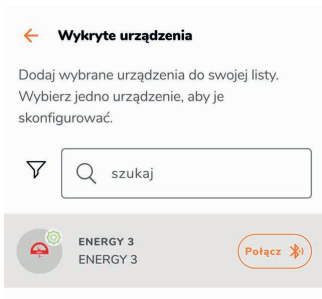 Wykryte urządzenia
Dodaj wybrane urządzenia do swojej listy.
Wybierz jedno urządzenie, aby je
skonfigurować.
szukaj
ENERGY 3
ENERGY 3
Połącz